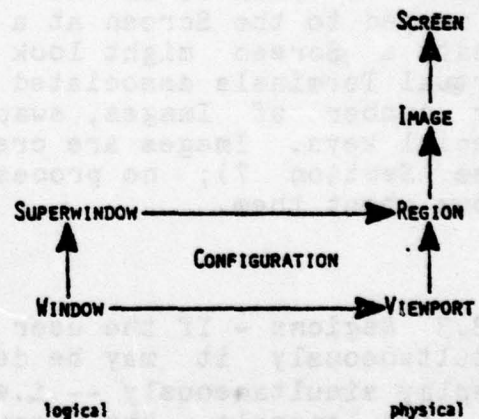 SCREEN
IMAGE
SUPERWINDOW
REGION
CONFIGURATION
WINDOW
VIEWPORT
logical
physical